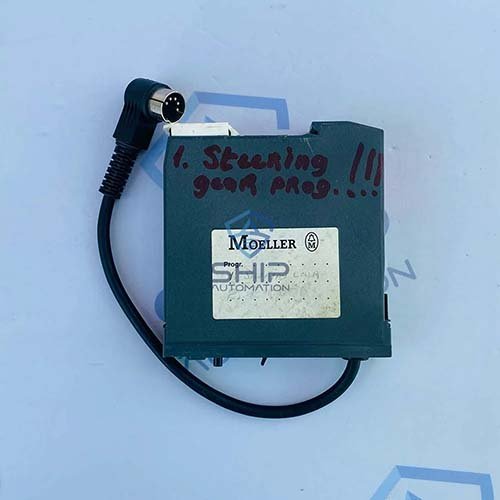 1. Steering !!!
gear prog.....
MOELLER
Progr.
SHIP
AUTOMATION